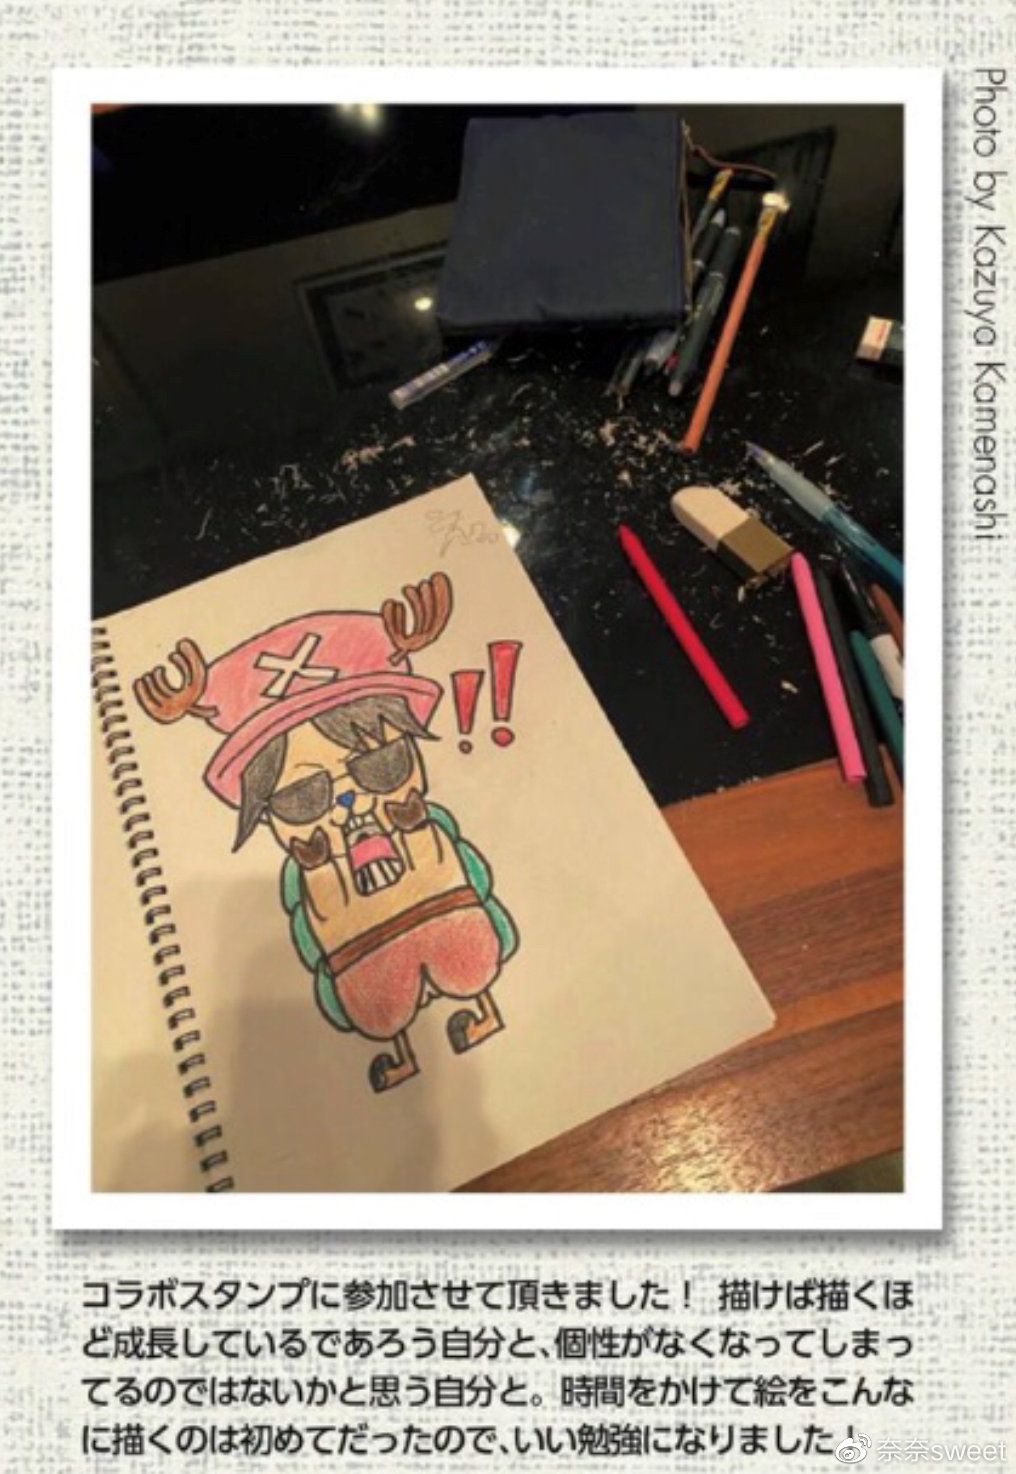 Photo by Kazuya Kamenashi
コラボスタンプに参加させて頂きました！ 描けば描くほ
ど成長しているであろう自分と、個性がなくなってしまっ
てるのではないかと思う自分と。時間をかけて絵をこんな
に描くのは初めてだったので、いい勉強になりました！
奈奈sweet